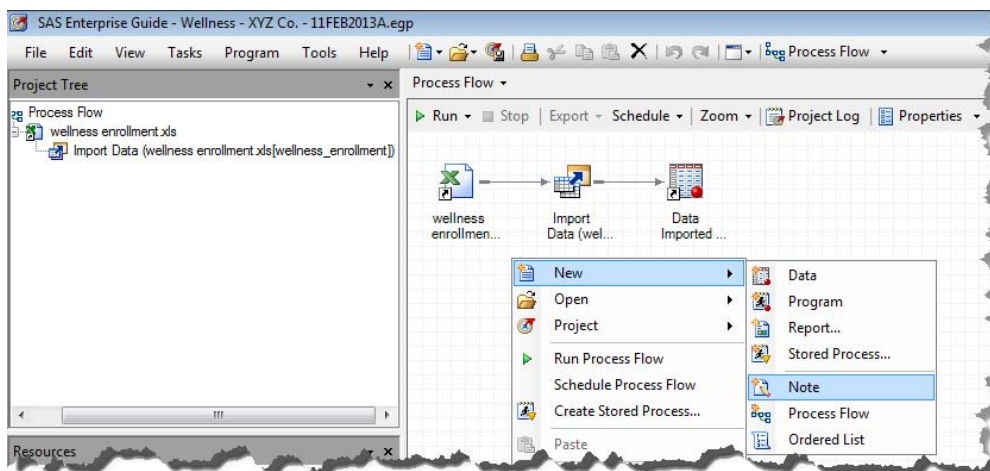 SAS Enterprise Guide - Wellness - XYZ Co. - 11FEB2013A.egp
File Edit View Tasks Program Tools Help Process Flow
Project Tree
Process Flow
wellness enrollment.xls
Import Data (wellness enrollment.xls[wellness_enrollment])
Resources
Process Flow
Run Stop Export Schedule Zoom Project Log Properties
wellness enrollmen...
Import Data (wel...
Data Imported ...
New
Open
Project
Run Process Flow
Schedule Process Flow
Create Stored Process...
Paste
Data
Program
Report...
Stored Process...
Note
Process Flow
Ordered List